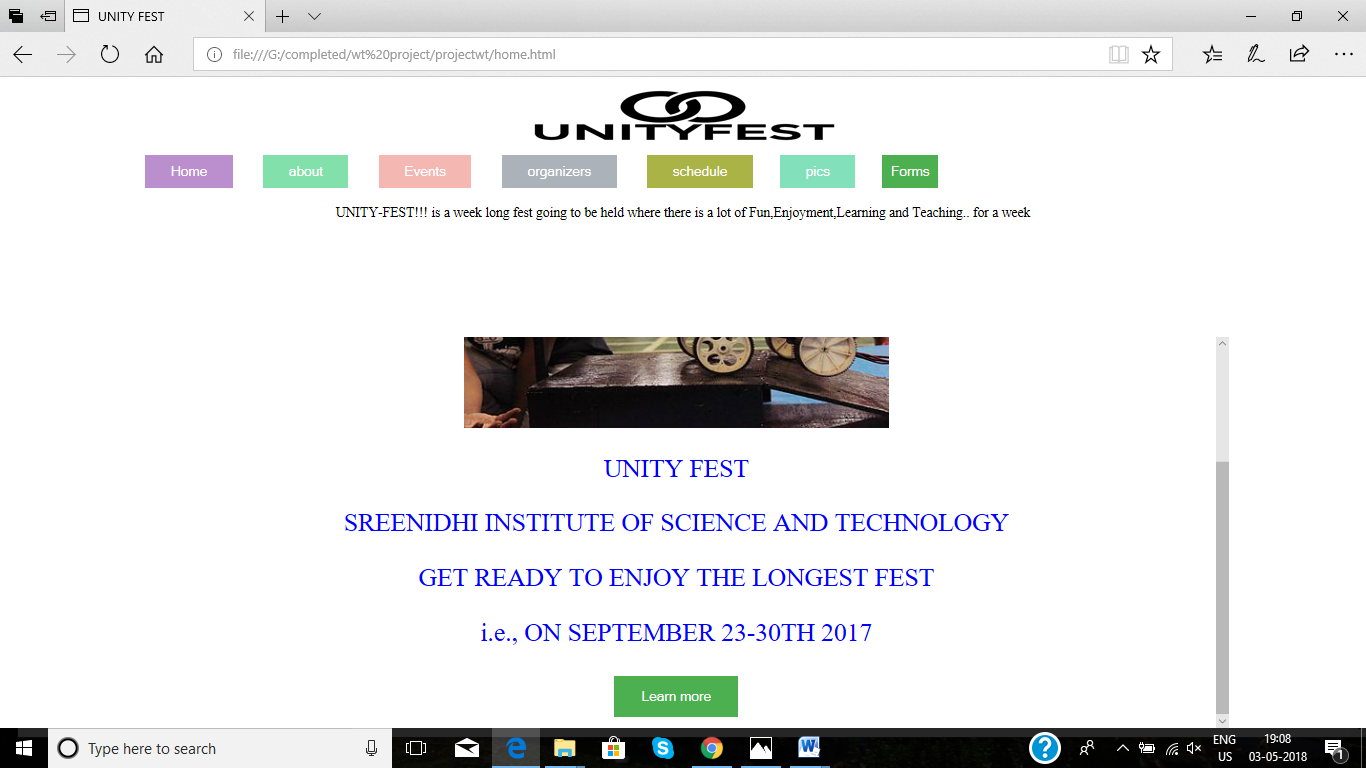 UNITY FEST
file:///G:/completed/wt%20project/projectwt/home.html
UNITYFEST
Home about Events organizers schedule pics Forms
UNITY-FEST!!! is a week long fest going to be held where there is a lot of Fun,Enjoyment,Learning and Teaching.. for a week
UNITY FEST
SREENIDHI INSTITUTE OF SCIENCE AND TECHNOLOGY
GET READY TO ENJOY THE LONGEST FEST
i.e., ON SEPTEMBER 23-30TH 2017
Learn more
Type here to search
ENG
US
19:08
03-05-2018
1